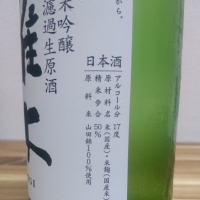 から。
米吟醸
濾過生原酒
日本酒
アルコール分 17度
原材料名 米(国産)・米麹(国産米)
精米歩合 50%
原料米 山田錦100%使用